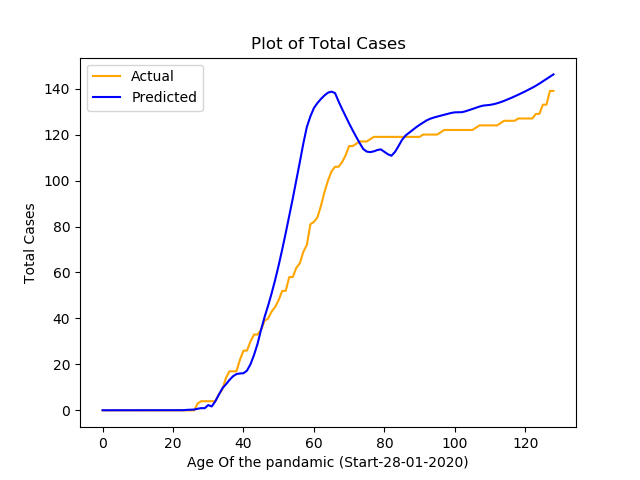 Plot of Total Cases
Actual
Predicted
140
120
100
80
60
40
20
0
Total Cases
0 20 40 60 80 100 120
Age Of the pandamic (Start-28-01-2020)